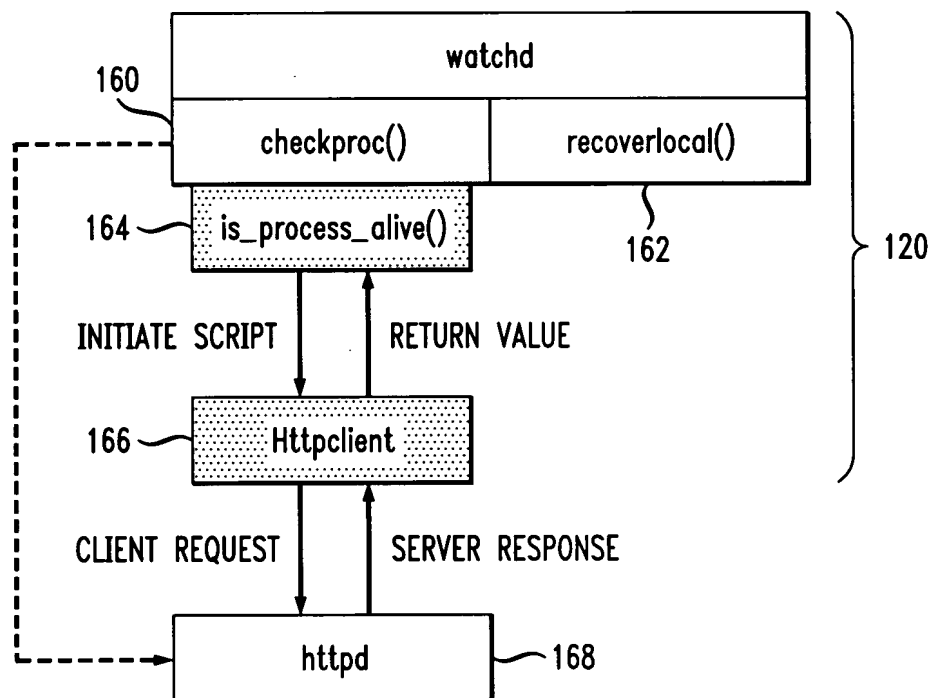 watchd
160
checkproc()
recoverlocal()
164
is_process_alive()
162
120
INITIATE SCRIPT
RETURN VALUE
166
Httpclient
CLIENT REQUEST
SERVER RESPONSE
httpd
168